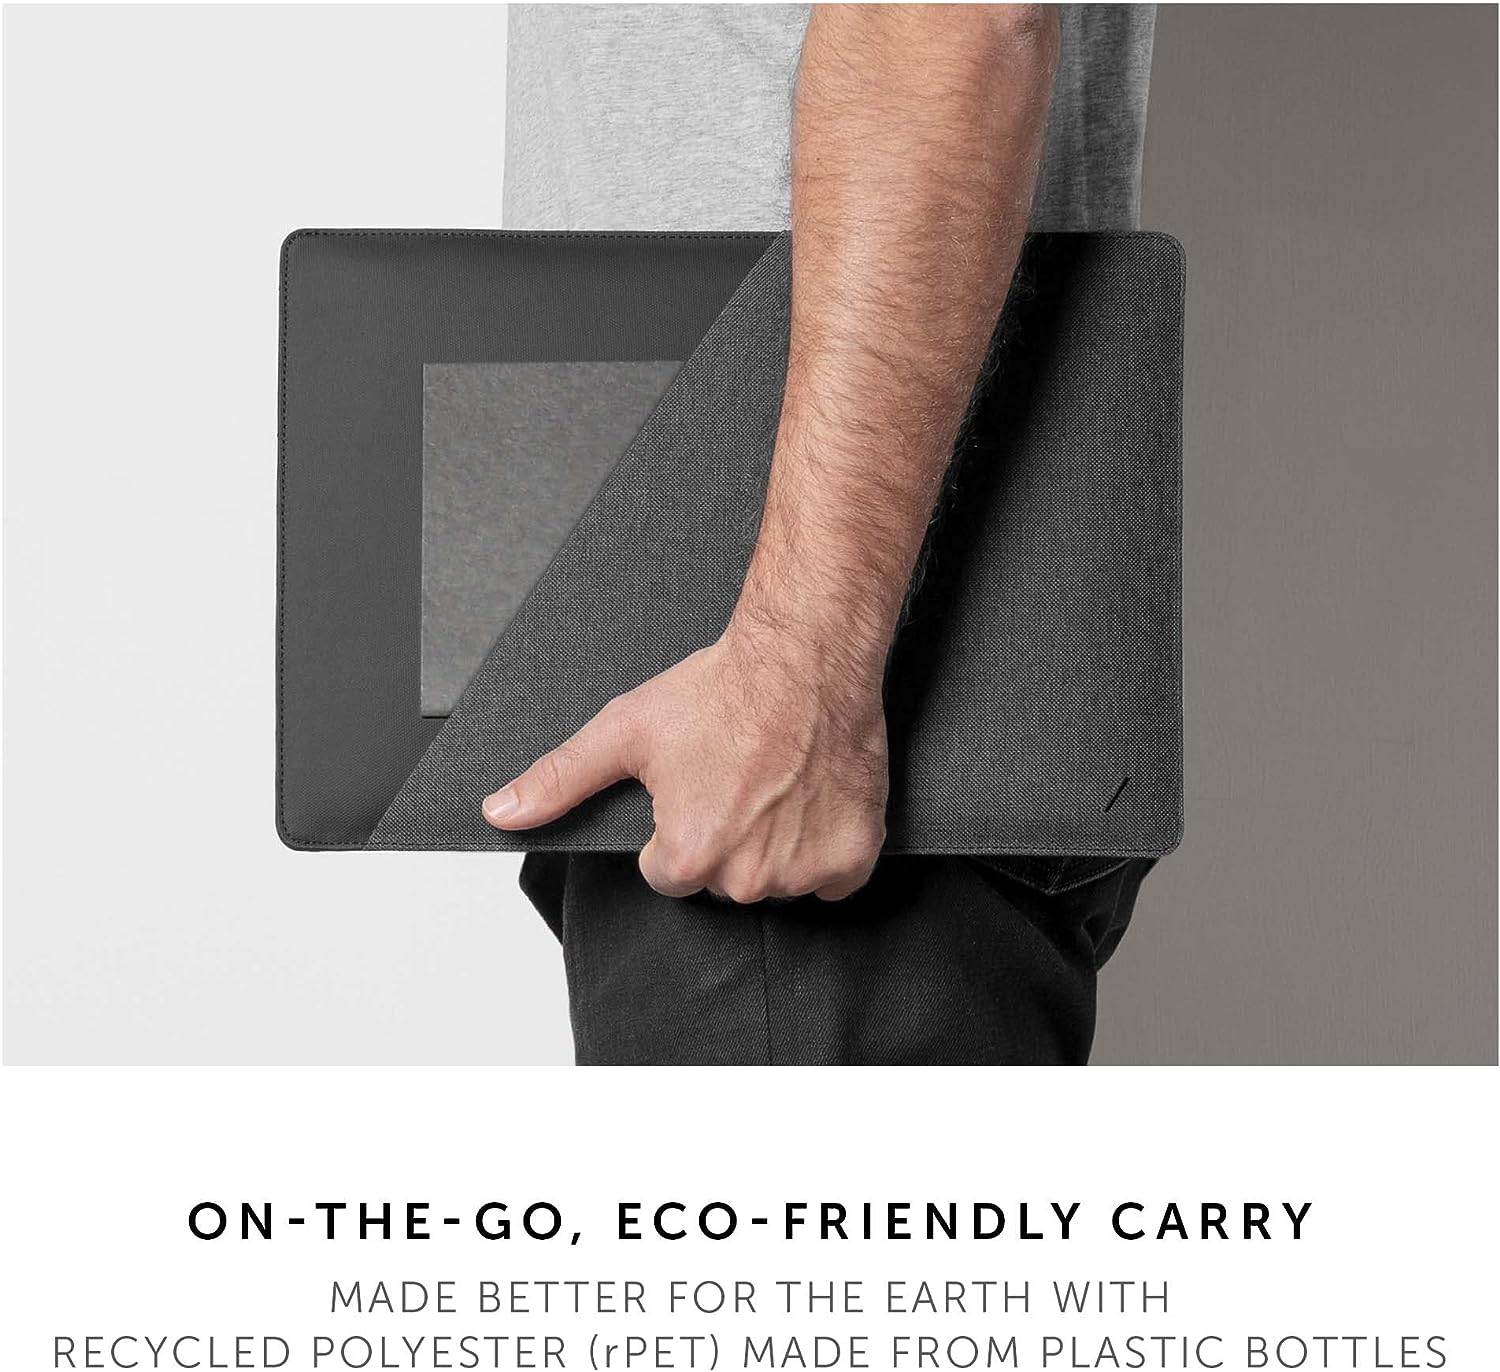 ON-THE-GO, ECO-FRIENDLY CARRY
MADE BETTER FOR THE EARTH WITH
RECYCLED POLYESTER (rPET) MADE FROM PLASTIC BOTTLES